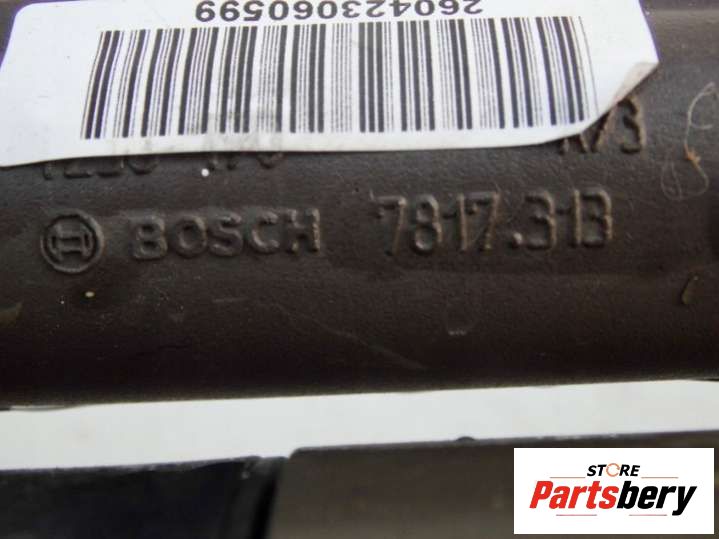 260423060599
BOSCH 7817.313
STORE
Partsbery